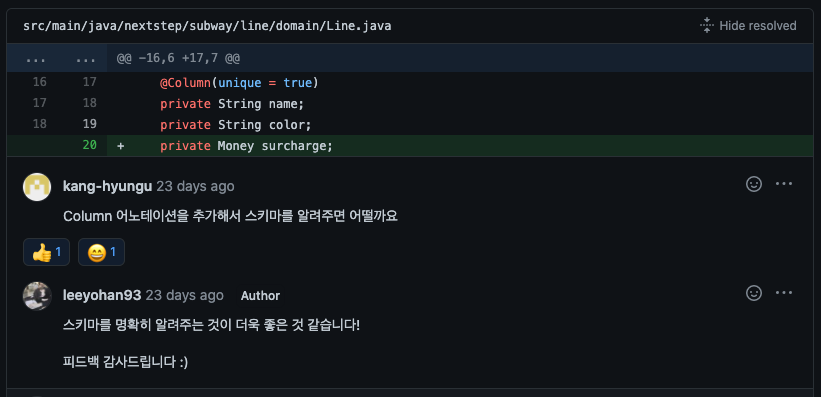 src/main/java/nextstep/subway/line/domain/Line.java
Hide resolved
... ... @@ -16,6 +17,7 @@
16 17 @Column(unique = true)
17 18 private String name;
18 19 private String color;
20 + private Money surcharge;
kang-hyungu 23 days ago
Column 어노테이션을 추가해서 스키마를 알려주면 어떨까요
👍 1 😄 1
leeyohan93 23 days ago Author
스키마를 명확히 알려주는 것이 더욱 좋은 것 같습니다!
피드백 감사드립니다 :)